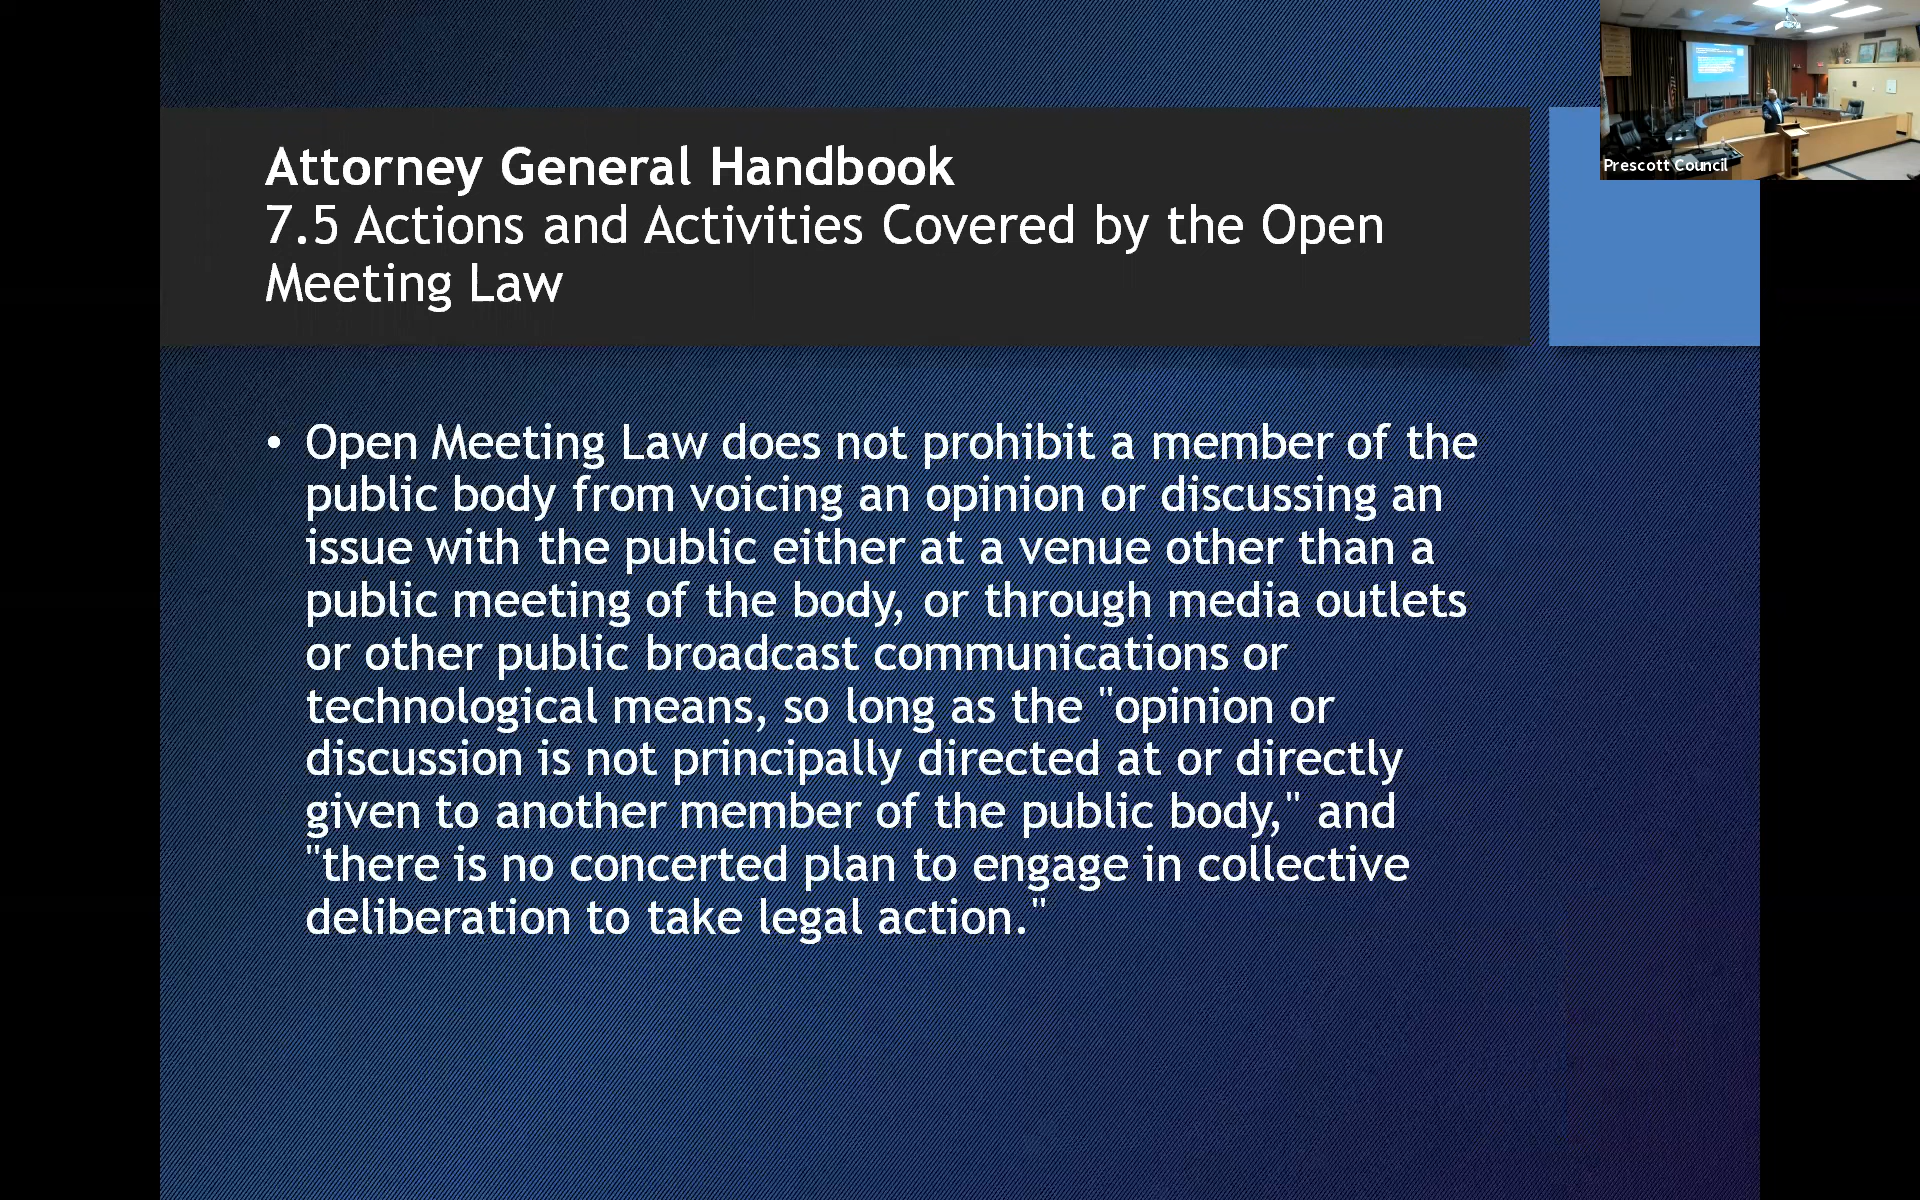 Attorney General Handbook
7.5 Actions and Activities Covered by the Open
Meeting Law
Prescott Council
• Open Meeting Law does not prohibit a member of the
public body from voicing an opinion or discussing an
issue with the public either at a venue other than a
public meeting of the body, or through media outlets
or other public broadcast communications or
technological means, so long as the "opinion or
discussion is not principally directed at or directly
given to another member of the public body," and
"there is no concerted plan to engage in collective
deliberation to take legal action."